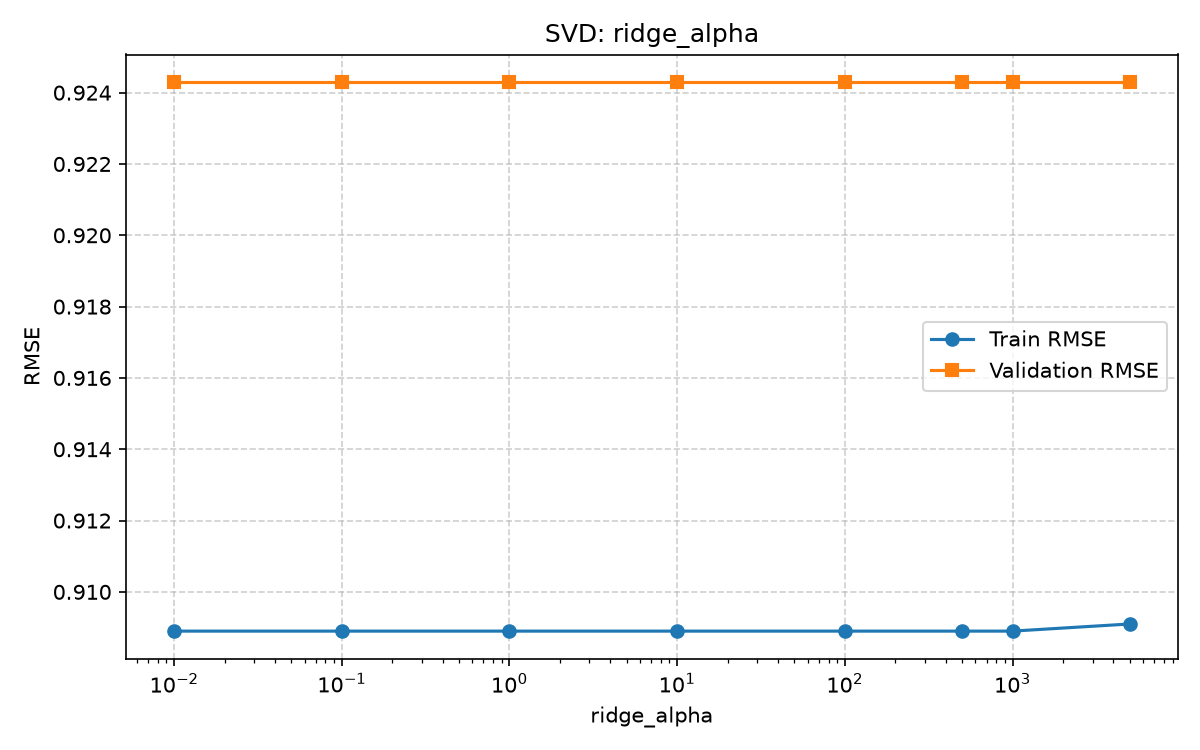 SVD: ridge_alpha
RMSE
0.924
0.922
0.920
0.918
0.916
0.914
0.912
0.910
Train RMSE
Validation RMSE
10⁻² 10⁻¹ 10⁰ 10¹ 10² 10³
ridge_alpha